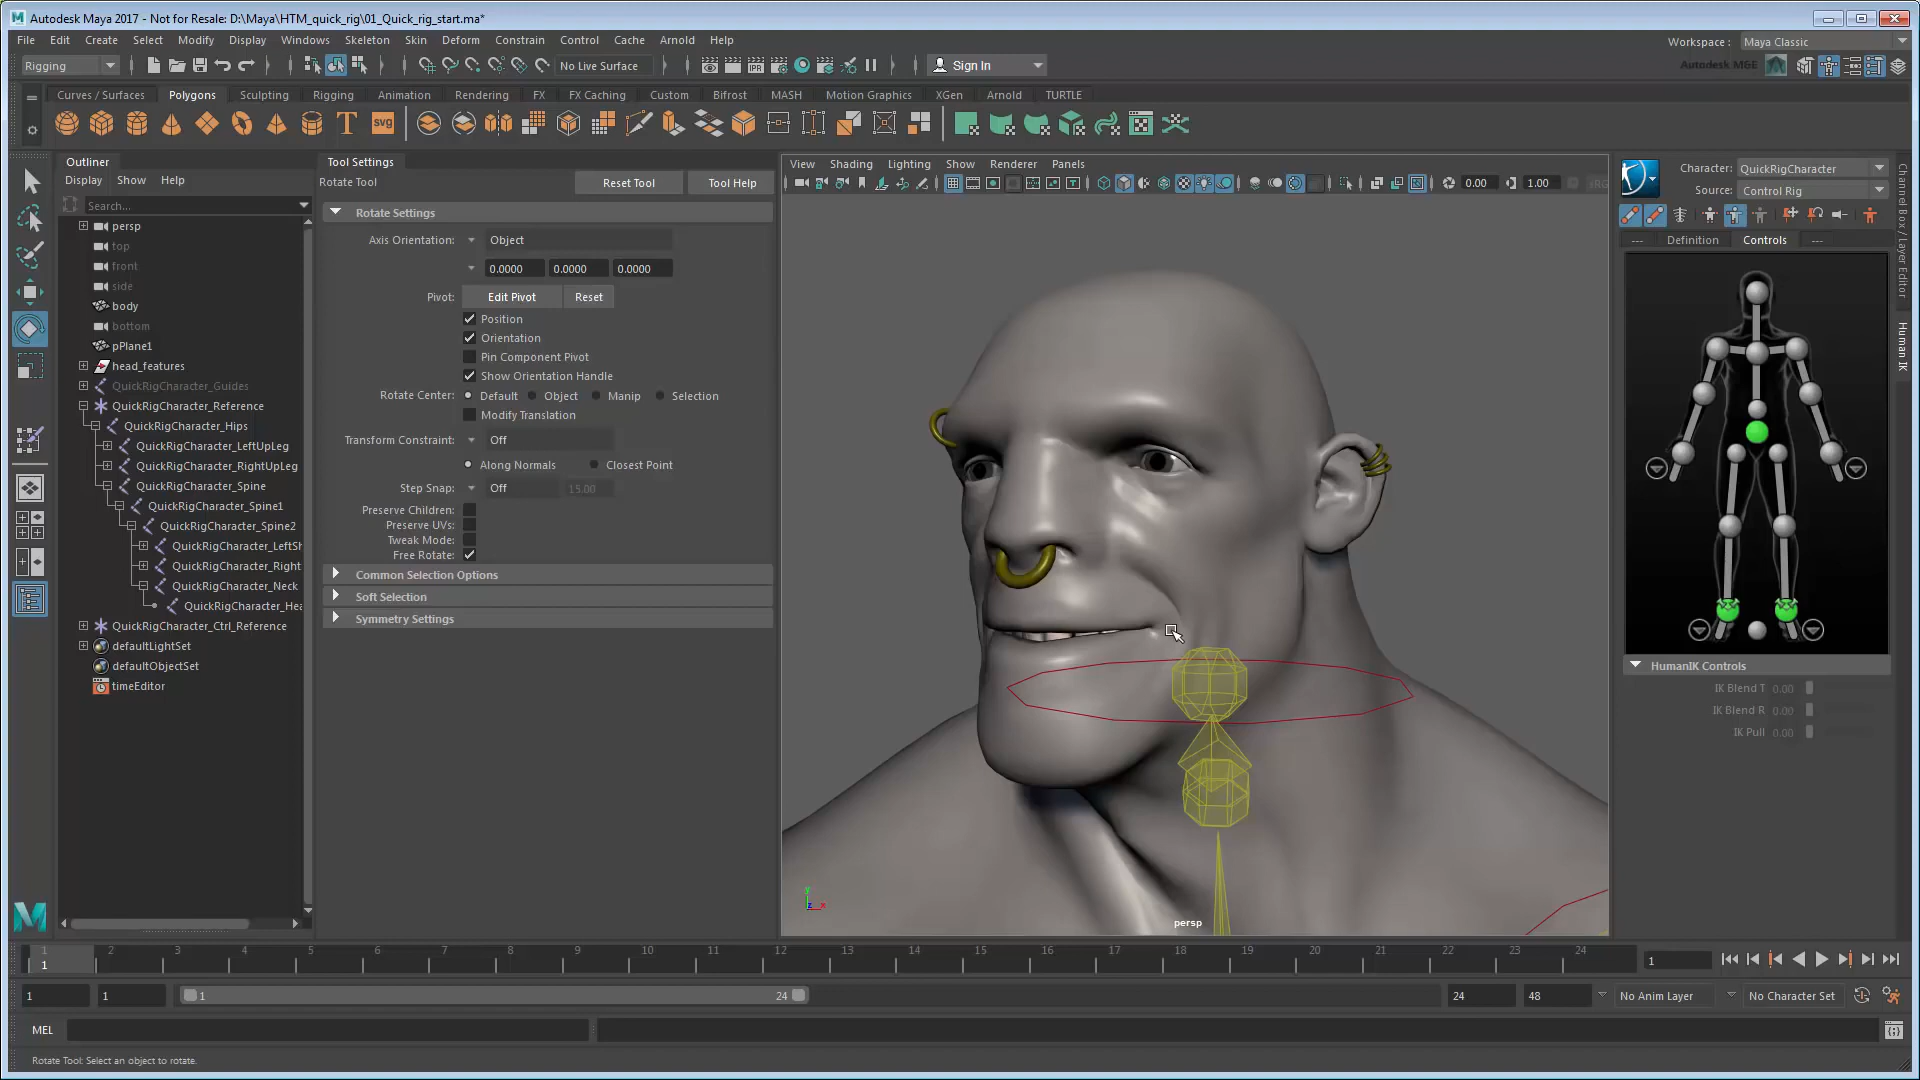 Autodesk Maya 2017 - Not for Resale: D:\Maya\HTM_quick_rig\01_Quick_rig_start.ma*
File Edit Create Select Modify Display Windows Skeleton Skin Deform Constrain Control Cache Arnold Help
Workspace : Maya Classic
Rigging No Live Surface Sign In Autodesk MGE
Curves / Surfaces Polygons Sculpting Rigging Animation Rendering FX FX Caching Custom Bifrost MASH Motion Graphics XGen Arnold TURTLE
T SVG
Outliner
Display Show Help
Search...
persp
top
front
side
body
bottom
pPlane1
head_features
QuickRigCharacter_Guides
QuickRigCharacter_Reference
QuickRigCharacter_Hips
QuickRigCharacter_LeftUpLeg
QuickRigCharacter_RightUpLeg
QuickRigCharacter_Spine
QuickRigCharacter_Spine1
QuickRigCharacter_Spine2
QuickRigCharacter_LeftSh
QuickRigCharacter_Right
QuickRigCharacter_Neck
QuickRigCharacter_Hea
QuickRigCharacter_Ctrl_Reference
defaultLightSet
defaultObjectSet
timeEditor
Tool Settings
Rotate Tool Reset Tool Tool Help
Rotate Settings
Axis Orientation: Object
0.0000 0.0000 0.0000
Pivot: Edit Pivot Reset
Position
Orientation
Pin Component Pivot
Show Orientation Handle
Rotate Center: Default Object Manip Selection
Modify Translation
Transform Constraint: Off
Along Normals Closest Point
Step Snap: Off 15.00
Preserve Children:
Preserve UVs:
Tweak Mode:
Free Rotate:
Common Selection Options
Soft Selection
Symmetry Settings
View Shading Lighting Show Renderer Panels
0.00 1.00
y
z x
persp
Character: QuickRigCharacter
Source: Control Rig
--- Definition Controls ---
HumanIK Controls
IK Blend T 0.00
IK Blend R 0.00
IK Pull 0.00
Channel Box / Layer Editor
Human IK
1 2 3 4 5 6 7 8 9 10 11 12 13 14 15 16 17 18 19 20 21 22 23 24
1 1
1 1 1 24 24 48 No Anim Layer No Character Set
MEL
Rotate Tool: Select an object to rotate.